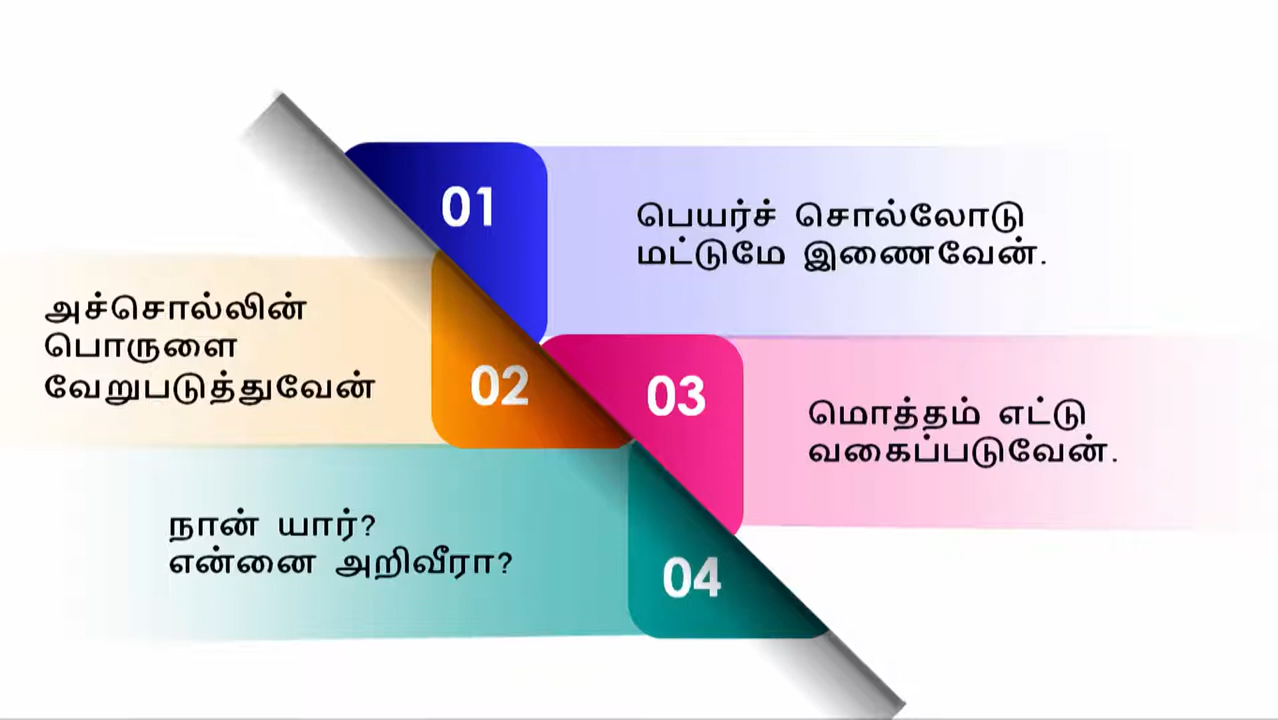 01
பெயர்ச் சொல்லோடு
மட்டுமே இணைவேன்.
அச்சொல்லின்
பொருளை
வேறுபடுத்துவேன்
02
03
மொத்தம் எட்டு
வகைப்படுவேன்.
நான் யார்?
என்னை அறிவீரா?
04